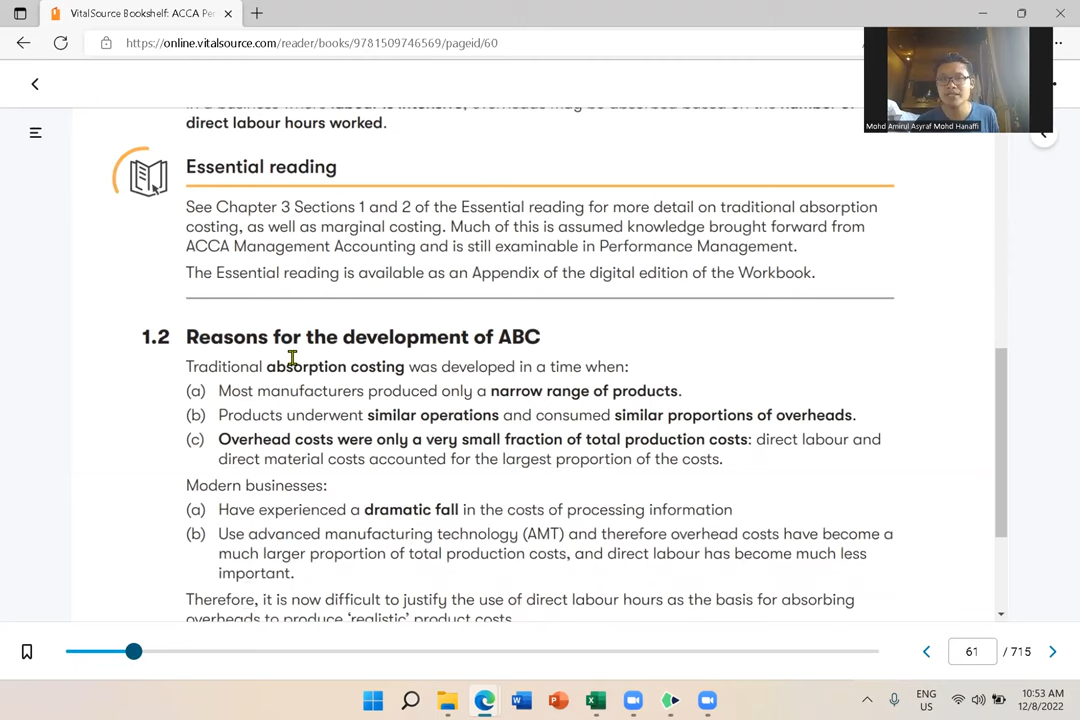 VitalSource Bookshelf: ACCA Per
https://online.vitalsource.com/reader/books/9781509746569/pageid/60
Mohd Amirul Asyraf Mohd Hanaffi
direct labour hours worked.
Essential reading
See Chapter 3 Sections 1 and 2 of the Essential reading for more detail on traditional absorption
costing, as well as marginal costing. Much of this is assumed knowledge brought forward from
ACCA Management Accounting and is still examinable in Performance Management.
The Essential reading is available as an Appendix of the digital edition of the Workbook.
1.2 Reasons for the development of ABC
Traditional absorption costing was developed in a time when:
(a) Most manufacturers produced only a narrow range of products.
(b) Products underwent similar operations and consumed similar proportions of overheads.
(c) Overhead costs were only a very small fraction of total production costs: direct labour and
direct material costs accounted for the largest proportion of the costs.
Modern businesses:
(a) Have experienced a dramatic fall in the costs of processing information
(b) Use advanced manufacturing technology (AMT) and therefore overhead costs have become a
much larger proportion of total production costs, and direct labour has become much less
important.
Therefore, it is now difficult to justify the use of direct labour hours as the basis for absorbing
overheads to produce 'realistic' product costs.
61 / 715
ENG
US
10:53 AM
12/8/2022